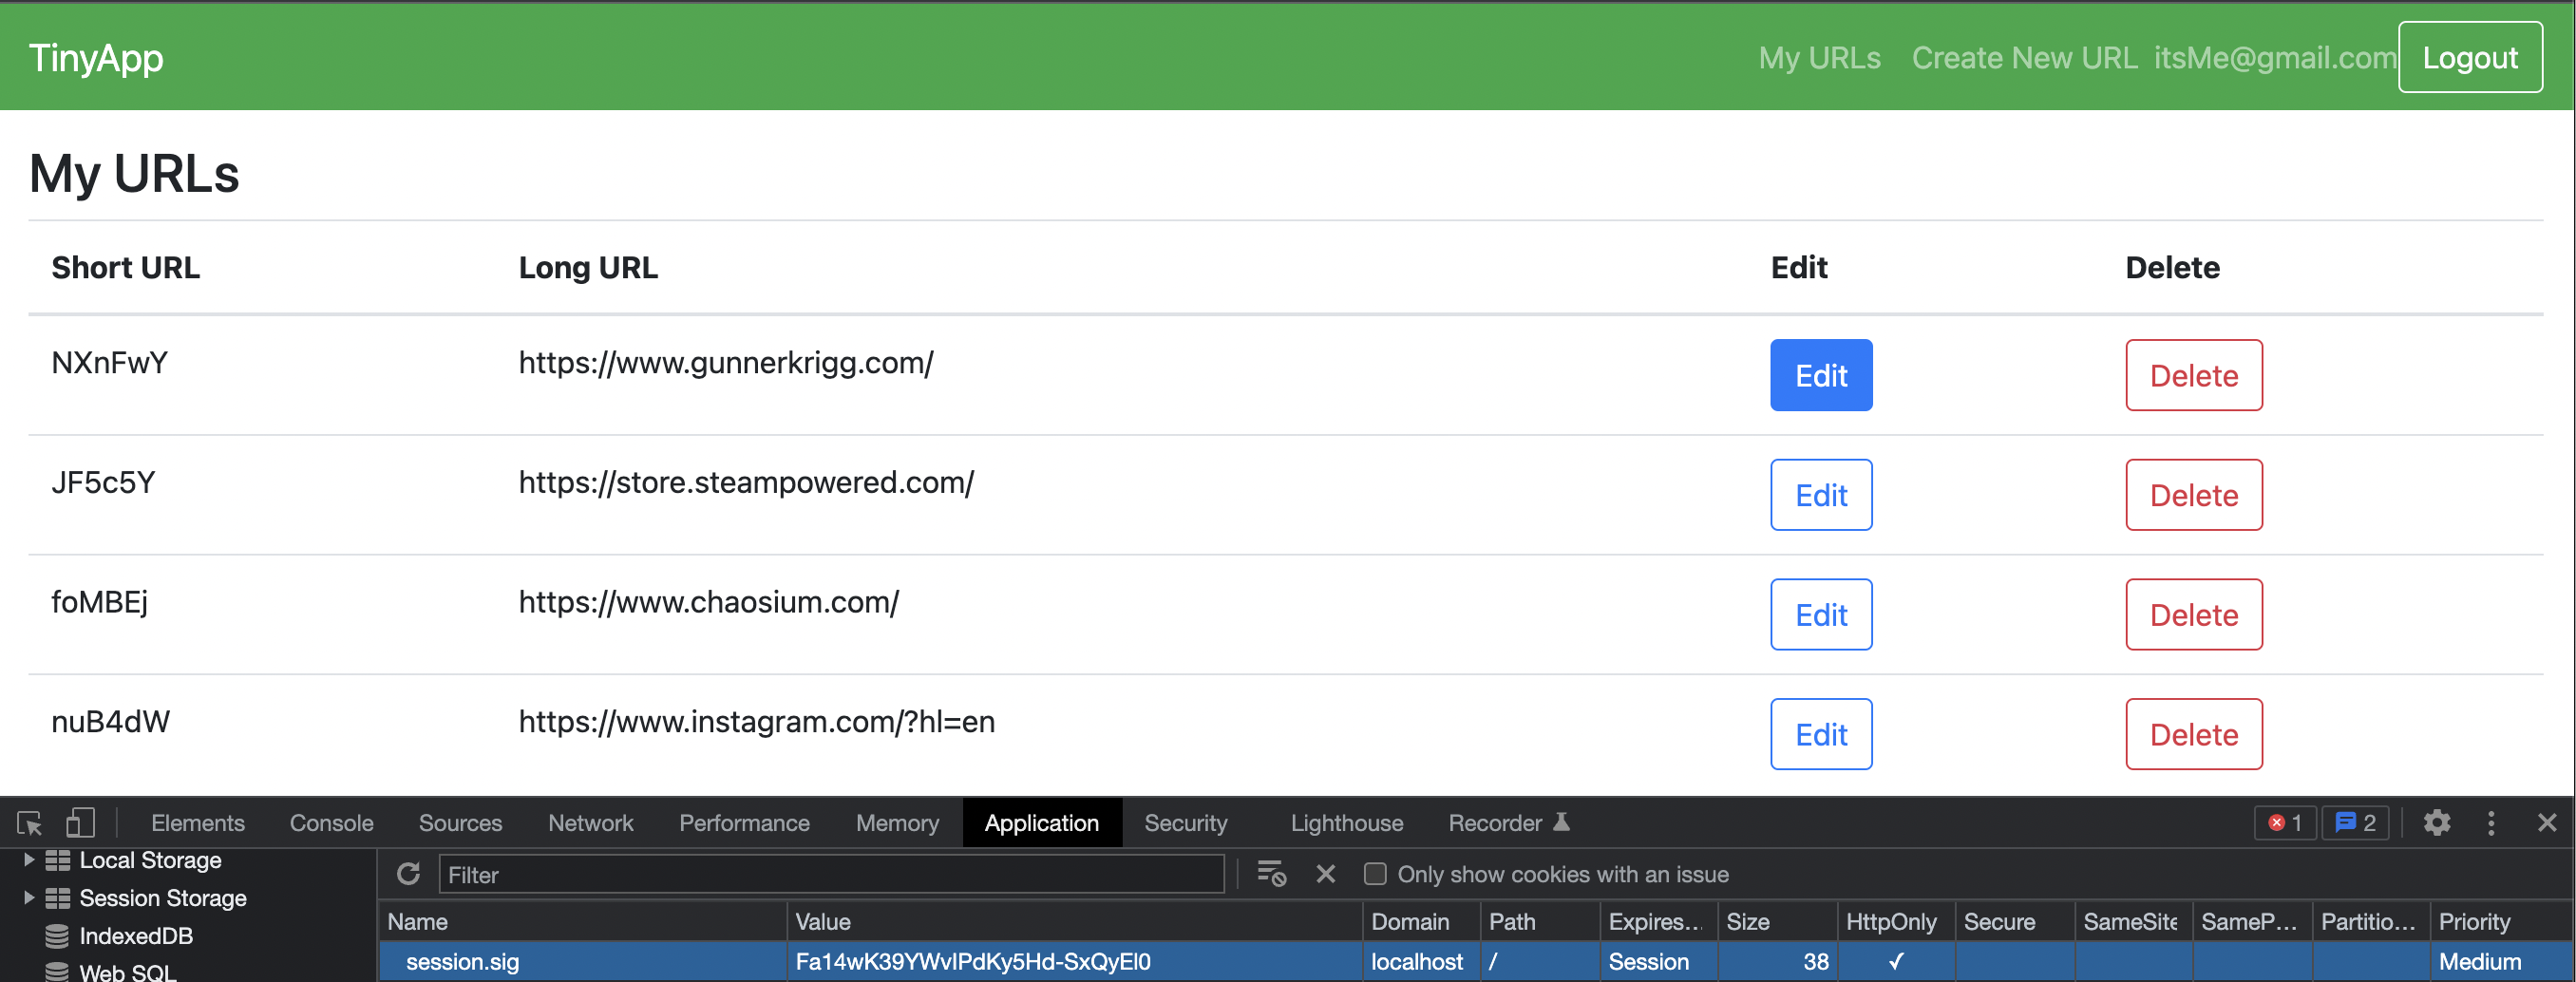 TinyApp My URLs Create New URL itsMe@gmail.com Logout
My URLs
Short URL Long URL Edit Delete
NXnFwY https://www.gunnerkrigg.com/ Edit Delete
JF5c5Y https://store.steampowered.com/ Edit Delete
foMBEj https://www.chaosium.com/ Edit Delete
nuB4dW https://www.instagram.com/?hl=en Edit Delete
Elements Console Sources Network Performance Memory Application Security Lighthouse Recorder 1 2
Local Storage Filter Only show cookies with an issue
Session Storage
Name Value Domain Path Expires... Size HttpOnly Secure SameSite SameP... Partitio... Priority
IndexedDB
session.sig Fa14wK39YWvIPdKy5Hd-SxQyEl0 localhost / Session 38 ✓ Medium
Web SQL